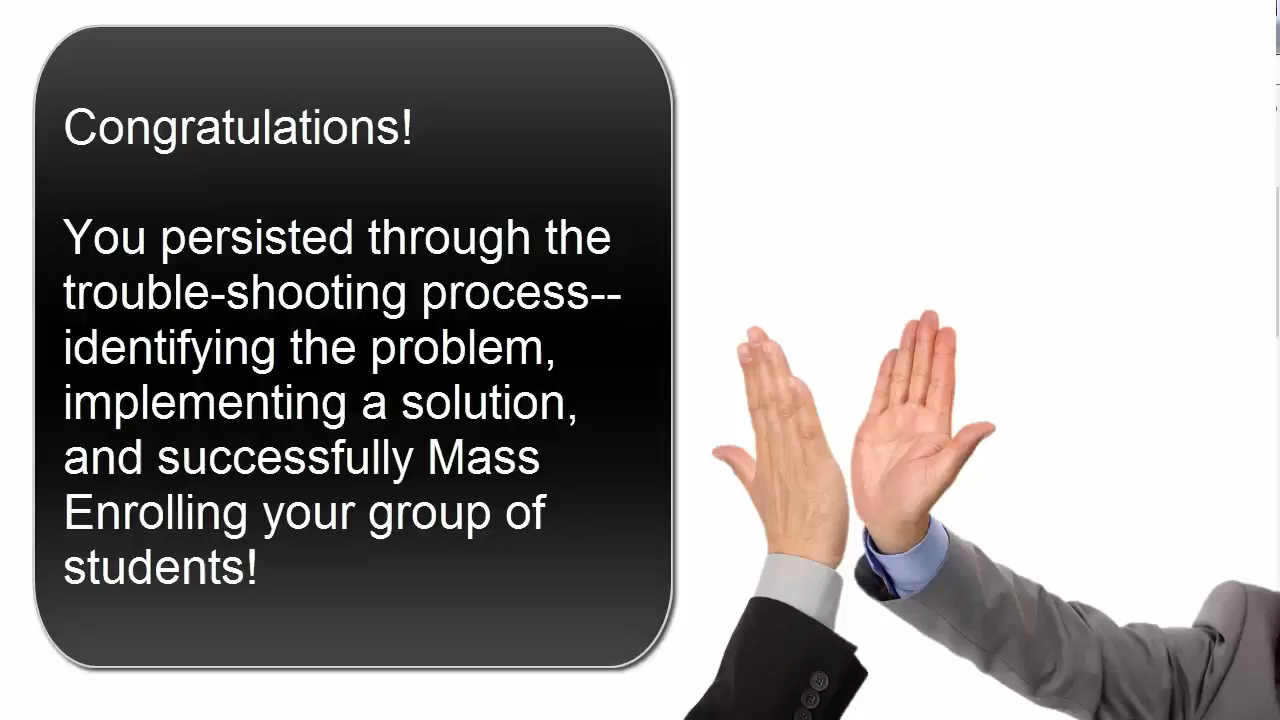 Congratulations!
You persisted through the
trouble-shooting process--
identifying the problem,
implementing a solution,
and successfully Mass
Enrolling your group of
students!